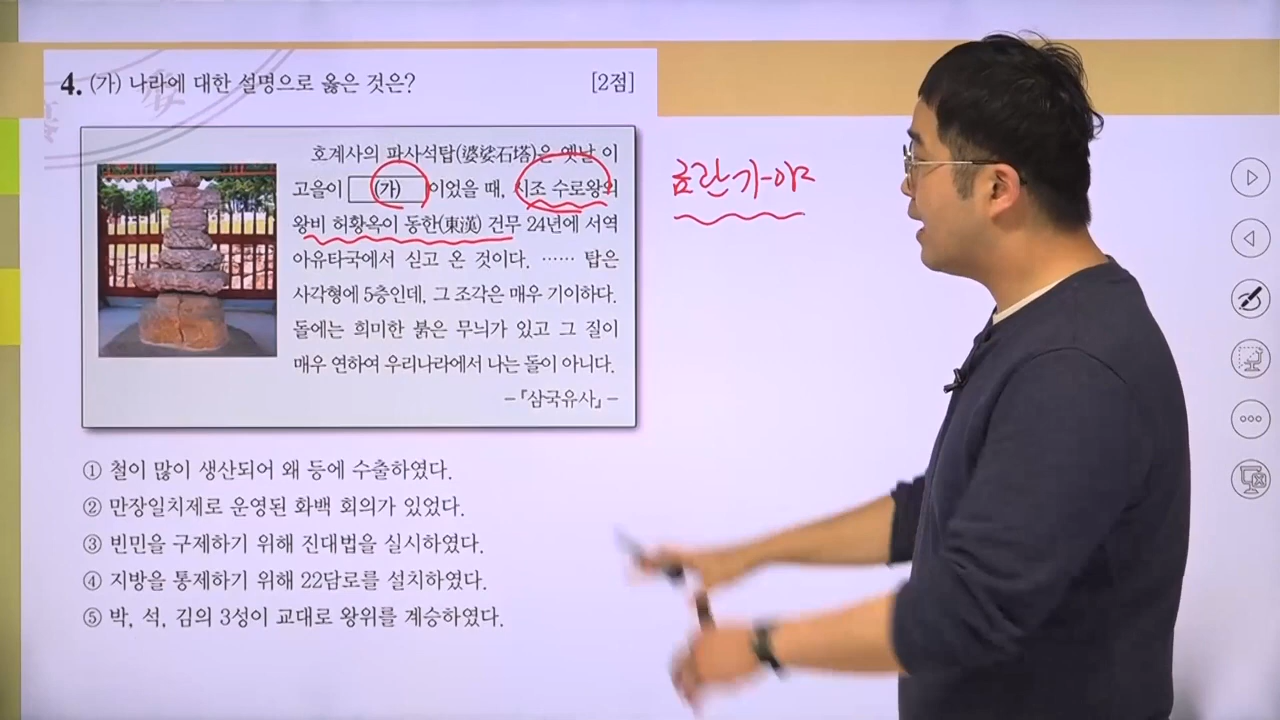 4. (가) 나라에 대한 설명으로 옳은 것은? [2점]
호계사의 파사석탑(婆娑石塔)은 옛날 이
고을이 (가) 이었을 때, 시조 수로왕의
왕비 허황옥이 동한(東漢) 건무 24년에 서역
아유타국에서 싣고 온 것이다. …… 탑은
사각형에 5층인데, 그 조각은 매우 기이하다.
돌에는 희미한 붉은 무늬가 있고 그 질이
매우 연하여 우리나라에서 나는 돌이 아니다.
-『삼국유사』-
금관가야
① 철이 많이 생산되어 왜 등에 수출하였다.
② 만장일치제로 운영된 화백 회의가 있었다.
③ 빈민을 구제하기 위해 진대법을 실시하였다.
④ 지방을 통제하기 위해 22담로를 설치하였다.
⑤ 박, 석, 김의 3성이 교대로 왕위를 계승하였다.